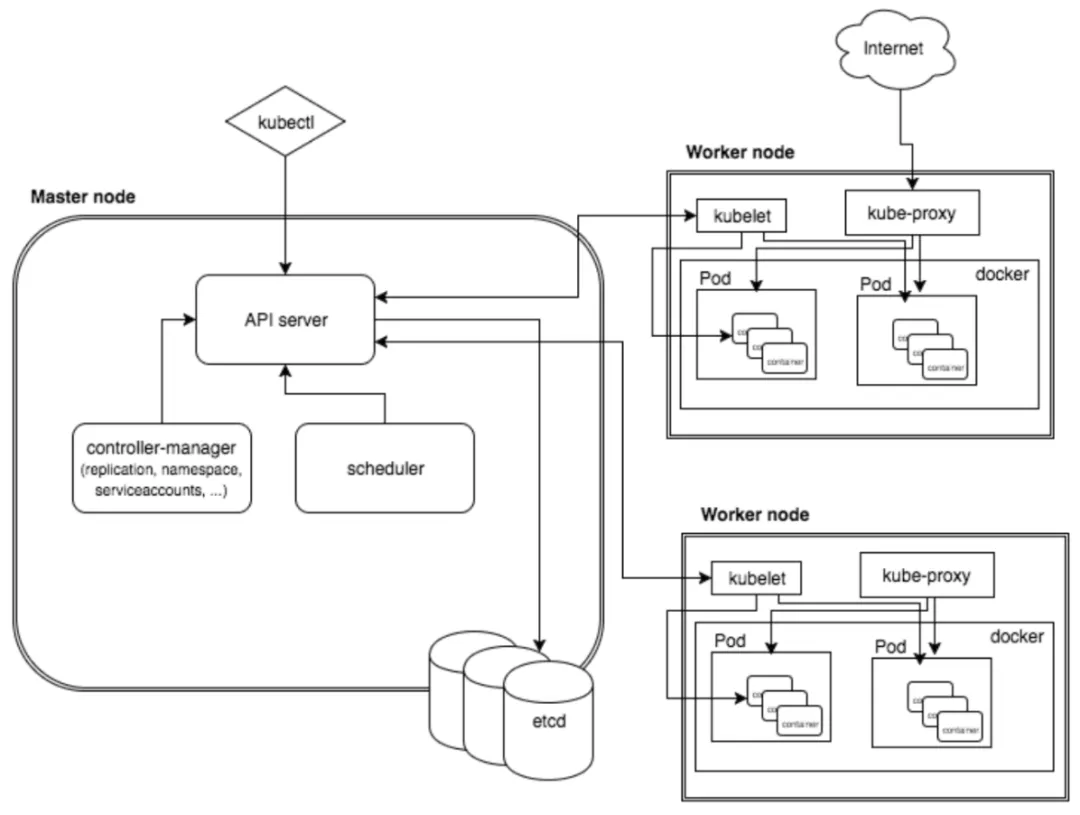 Internet
kubectl
Worker node
Master node
kubelet
kube-proxy
docker
Pod
Pod
container
container
API server
controller-manager
(replication, namespace,
serviceaccounts, ...)
scheduler
Worker node
kubelet
kube-proxy
docker
Pod
Pod
container
container
etcd